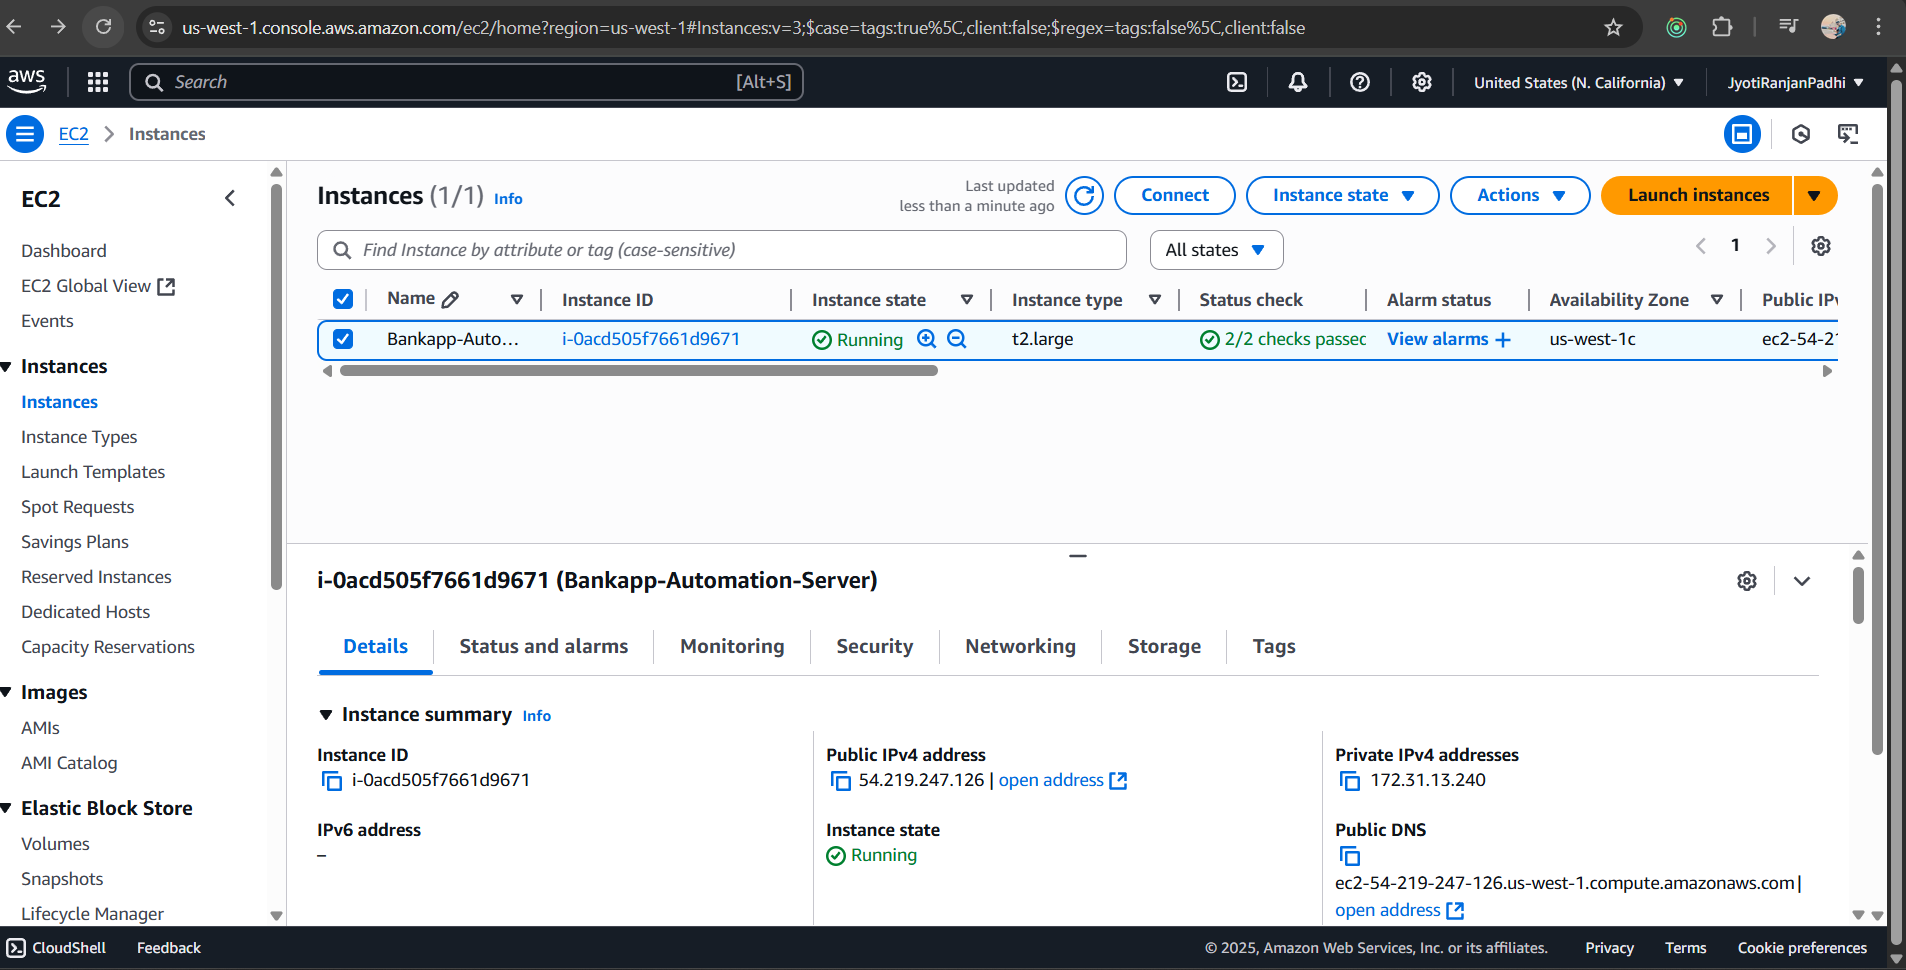 us-west-1.console.aws.amazon.com/ec2/home?region=us-west-1#Instances:v=3;$case=tags:true%5C,client:false;$regex=tags:false%5C,client:false
aws
Search
[Alt+S]
United States (N. California)
JyotiRanjanPadhi
EC2
Instances
EC2
Dashboard
EC2 Global View
Events
Instances
Instances
Instance Types
Launch Templates
Spot Requests
Savings Plans
Reserved Instances
Dedicated Hosts
Capacity Reservations
Images
AMIs
AMI Catalog
Elastic Block Store
Volumes
Snapshots
Lifecycle Manager
Instances (1/1) Info
Last updated
less than a minute ago
Connect
Instance state
Actions
Launch instances
Find Instance by attribute or tag (case-sensitive)
All states
1
Name Instance ID Instance state Instance type Status check Alarm status Availability Zone Public IPv
Bankapp-Auto... i-0acd505f7661d9671 Running t2.large 2/2 checks passec View alarms + us-west-1c ec2-54-21
i-0acd505f7661d9671 (Bankapp-Automation-Server)
Details Status and alarms Monitoring Security Networking Storage Tags
Instance summary Info
Instance ID
i-0acd505f7661d9671
IPv6 address
–
Public IPv4 address
54.219.247.126 | open address
Instance state
Running
Private IPv4 addresses
172.31.13.240
Public DNS
ec2-54-219-247-126.us-west-1.compute.amazonaws.com |
open address
CloudShell Feedback
© 2025, Amazon Web Services, Inc. or its affiliates. Privacy Terms Cookie preferences